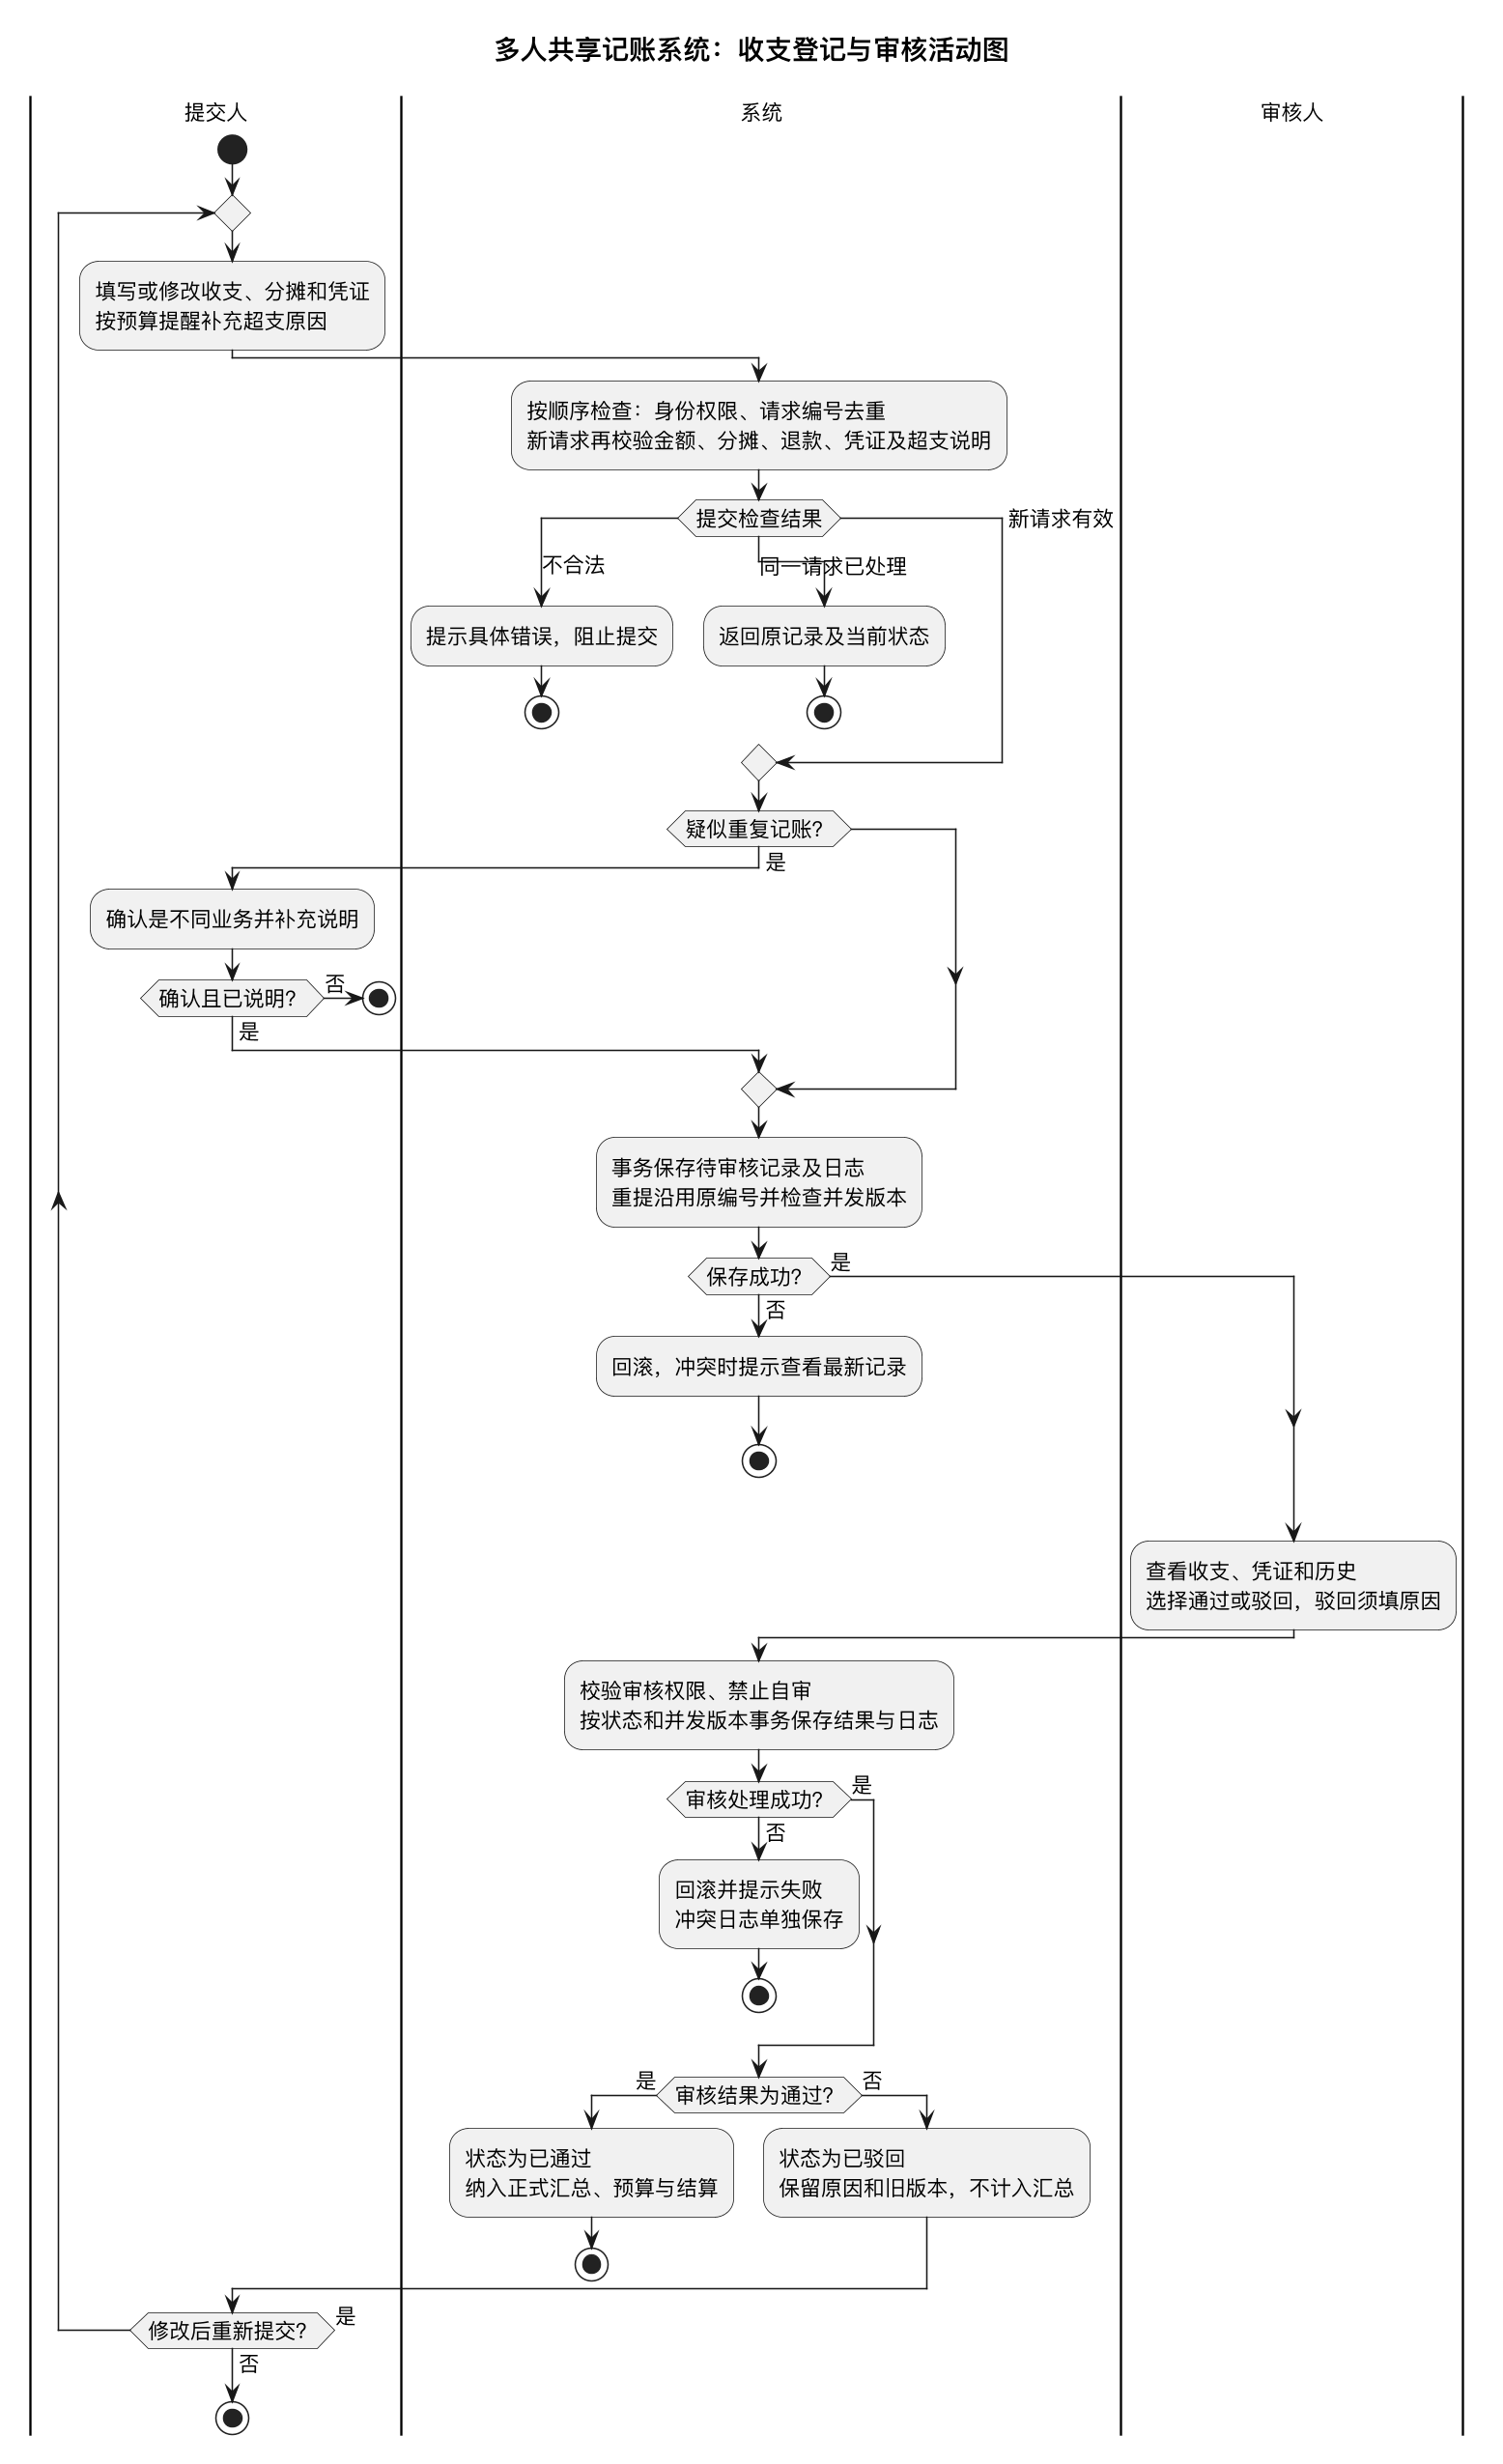 多人共享记账系统：收支登记与审核活动图
提交人
系统
审核人
填写或修改收支、分摊和凭证
按预算提醒补充超支原因
按顺序检查：身份权限、请求编号去重
新请求再校验金额、分摊、退款、凭证及超支说明
提交检查结果
新请求有效
不合法
同一请求已处理
提示具体错误，阻止提交
返回原记录及当前状态
疑似重复记账？
是
确认是不同业务并补充说明
确认且已说明？
否
是
事务保存待审核记录及日志
重提沿用原编号并检查并发版本
保存成功？
是
否
回滚，冲突时提示查看最新记录
查看收支、凭证和历史
选择通过或驳回，驳回须填原因
校验审核权限、禁止自审
按状态和并发版本事务保存结果与日志
审核处理成功？
是
否
回滚并提示失败
冲突日志单独保存
是
审核结果为通过？
否
状态为已通过
纳入正式汇总、预算与结算
状态为已驳回
保留原因和旧版本，不计入汇总
修改后重新提交？
是
否